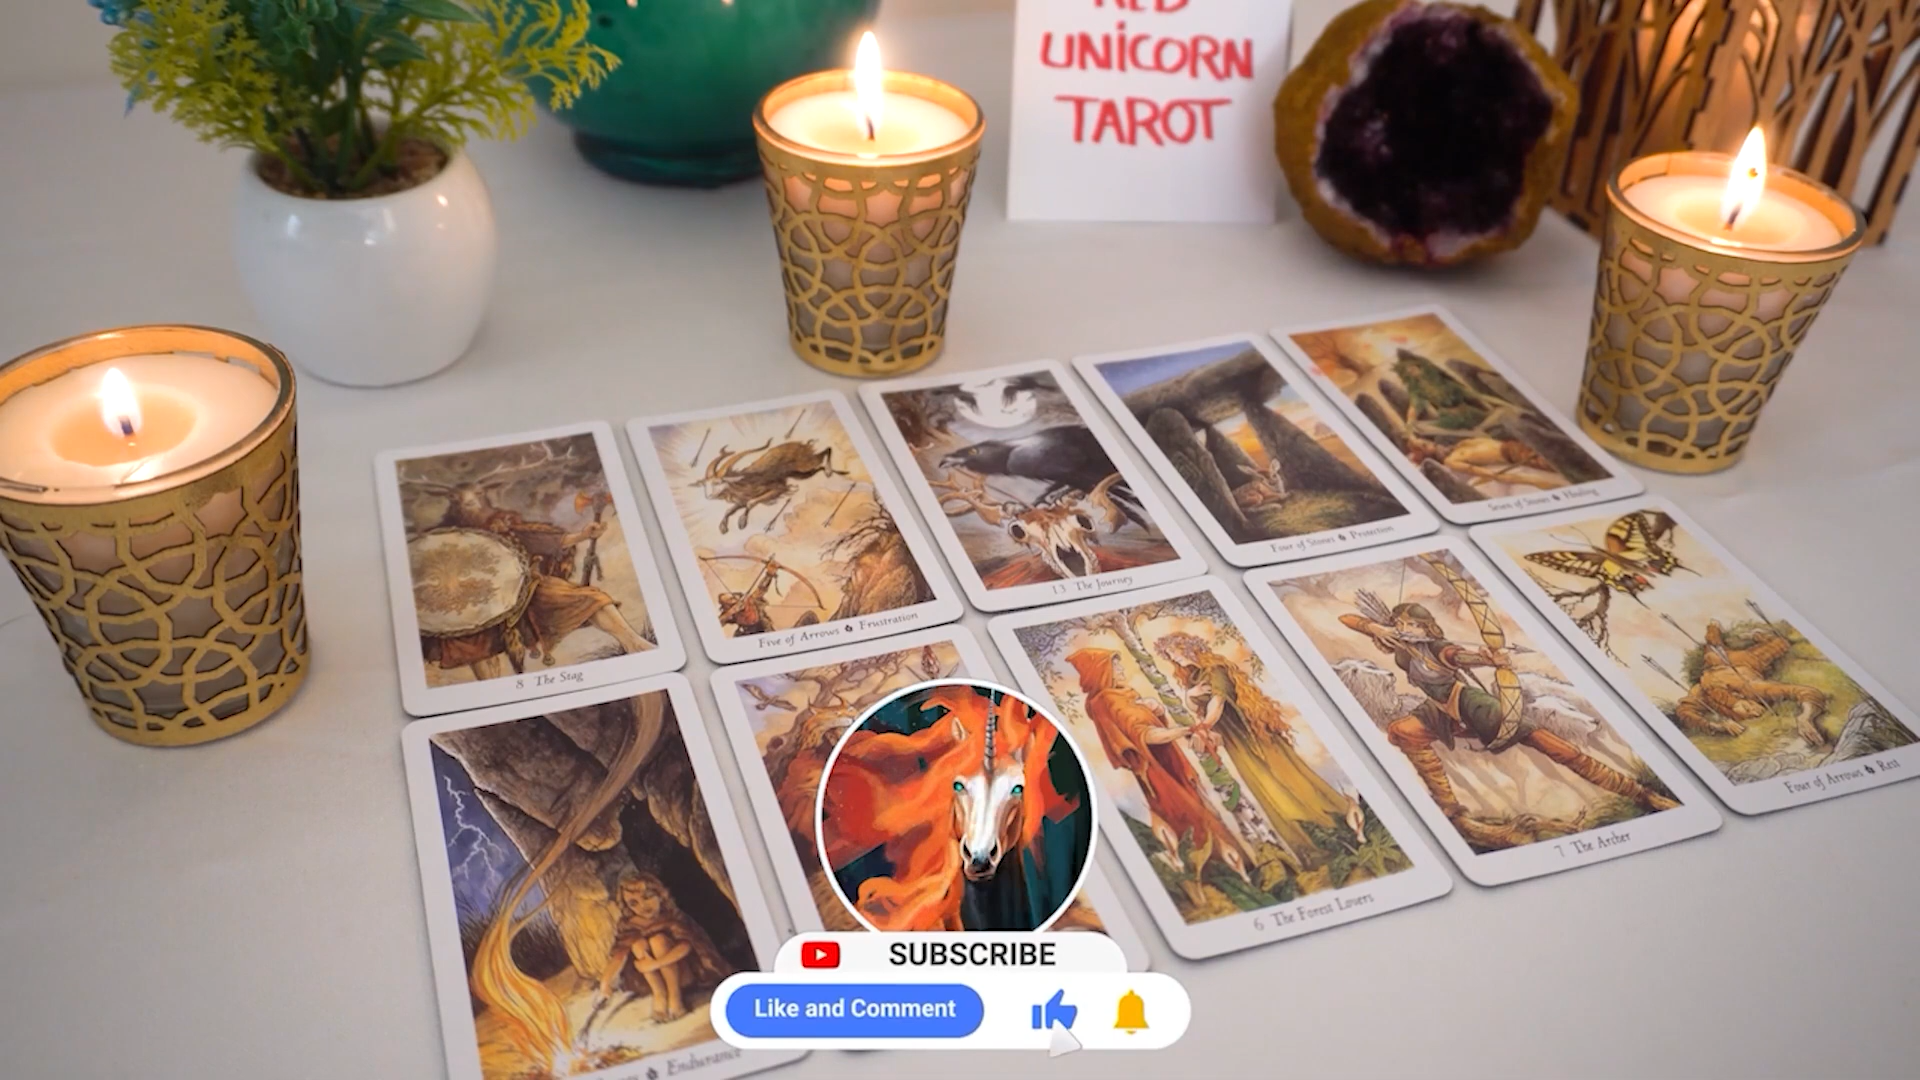 RED
UNiCORN
TAROT
Seven of Stones Healing
Four of Stones Protection
13 The Journey
Five of Arrows Frustration
8 The Stag
Four of Arrows Rest
7 The Archer
6 The Forest Lovers
Endurance
SUBSCRIBE
Like and Comment